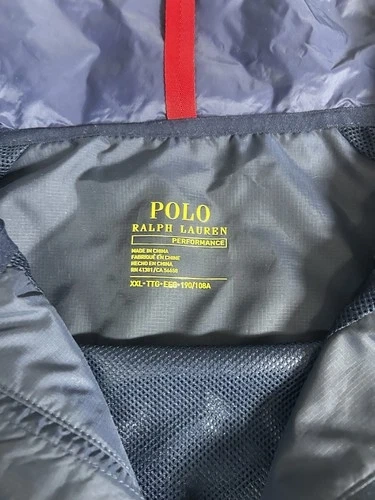 POLO
RALPH LAUREN
PERFORMANCE
MADE IN CHINA
FABRIQUÉ EN CHINE
HECHO EN CHINA
RN 41381/CA 56650
XXL•TTG•EGG•190/108A